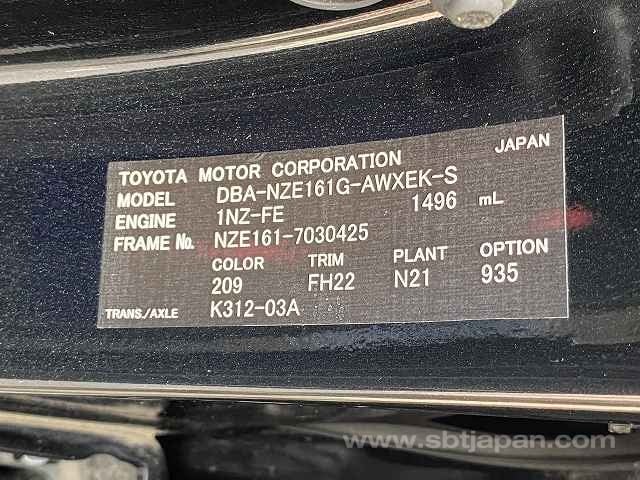 TOYOTA MOTOR CORPORATION JAPAN
MODEL DBA-NZE161G-AWXEK-S
ENGINE 1NZ-FE 1496 mL
FRAME No. NZE161-7030425
COLOR TRIM PLANT OPTION
209 FH22 N21 935
TRANS./AXLE K312-03A
www.sbtjapan.com